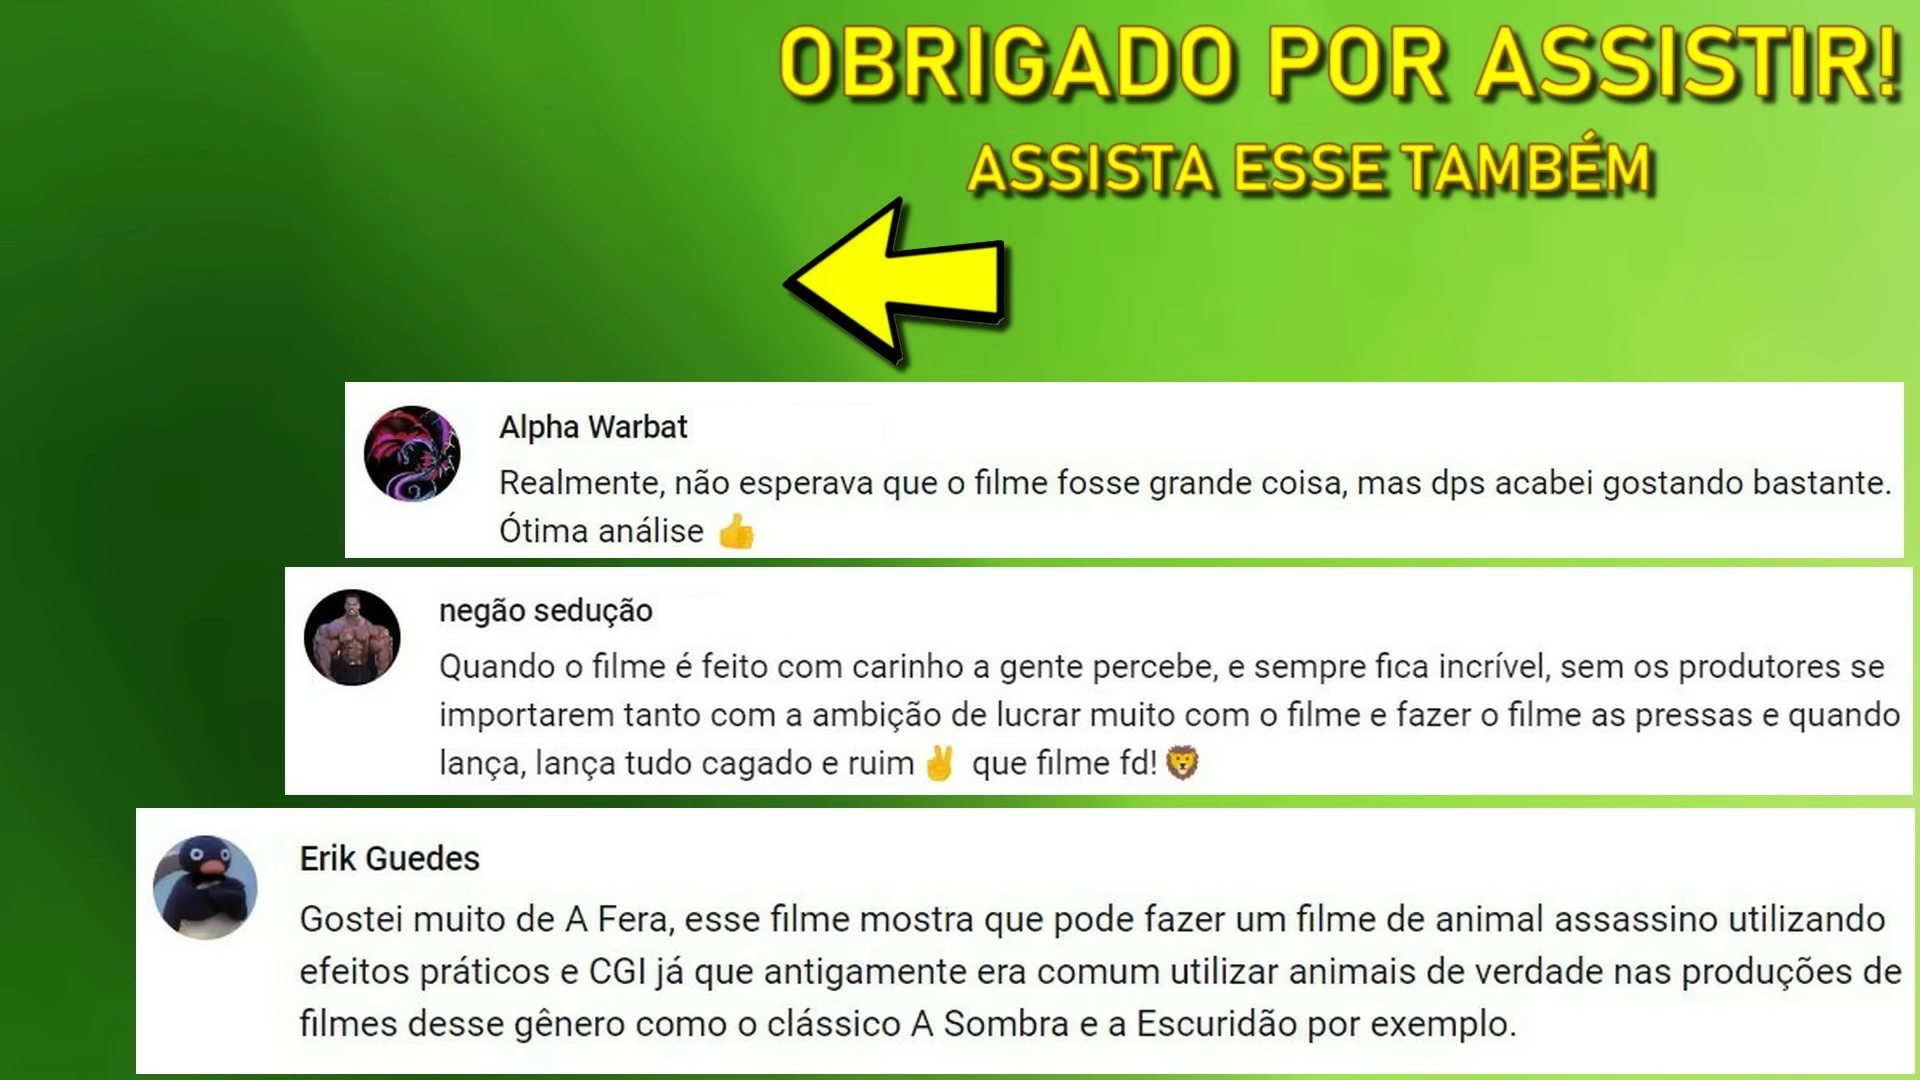 OBRIGADO POR ASSISTIR!
ASSISTA ESSE TAMBÉM
Alpha Warbat
Realmente, não esperava que o filme fosse grande coisa, mas dps acabei gostando bastante.
Ótima análise 👍
negão sedução
Quando o filme é feito com carinho a gente percebe, e sempre fica incrível, sem os produtores se
importarem tanto com a ambição de lucrar muito com o filme e fazer o filme as pressas e quando
lança, lança tudo cagado e ruim ✌ que filme fd! 🦁
Erik Guedes
Gostei muito de A Fera, esse filme mostra que pode fazer um filme de animal assassino utilizando
efeitos práticos e CGI já que antigamente era comum utilizar animais de verdade nas produções de
filmes desse gênero como o clássico A Sombra e a Escuridão por exemplo.